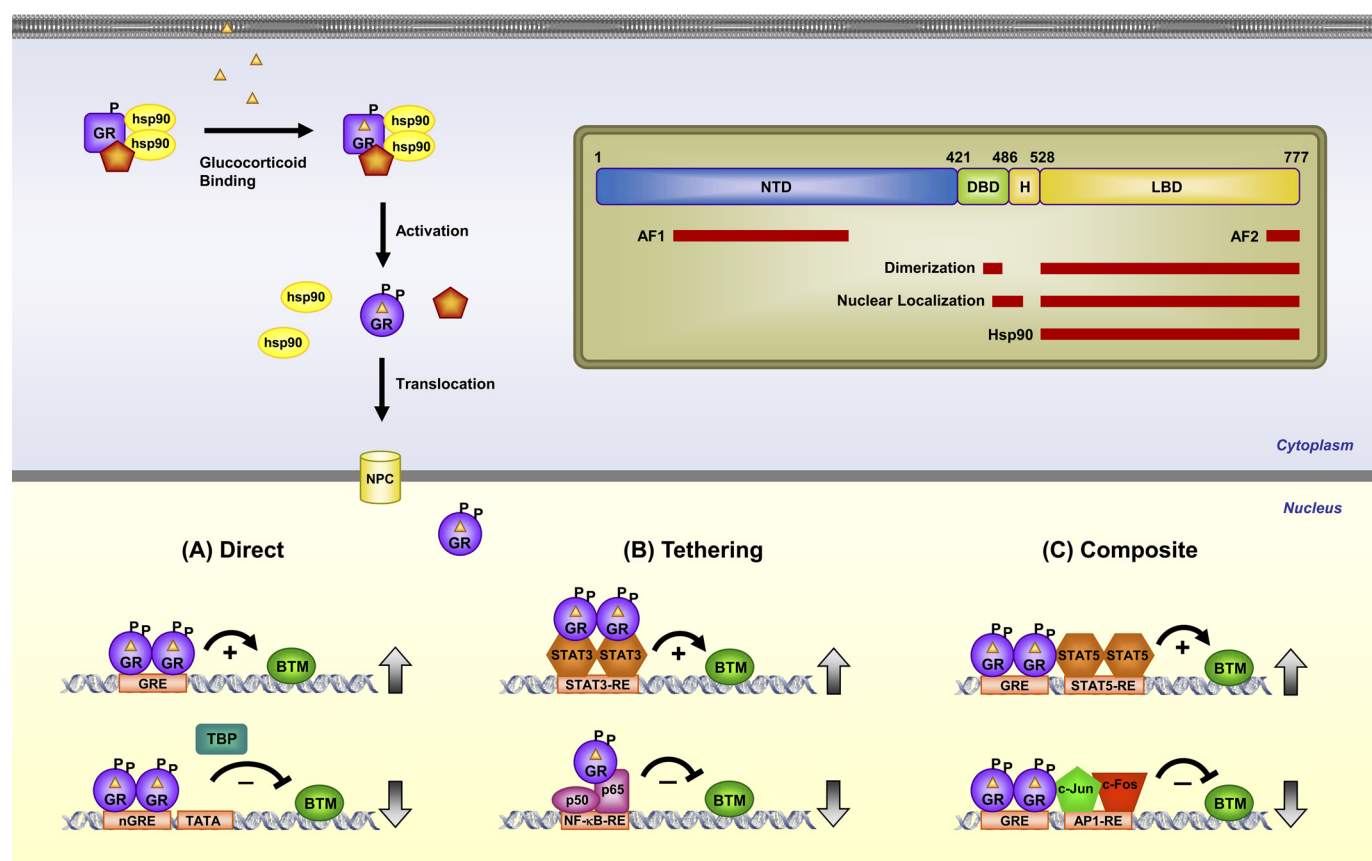 P
GR
hsp90
hsp90
Glucocorticoid
Binding
P
GR
hsp90
hsp90
Activation
hsp90
hsp90
P P
GR
Translocation
NPC
1 421 486 528 777
NTD DBD H LBD
AF1 AF2
Dimerization
Nuclear Localization
Hsp90
Cytoplasm
Nucleus
P P
GR
(A) Direct
P P P P
GR GR
+
BTM
GRE
TBP
P P P P
GR GR
–
BTM
nGRE TATA
(B) Tethering
P P P P
GR GR
STAT3 STAT3
+
BTM
STAT3-RE
P P
GR
p50 p65
–
BTM
NF-κB-RE
(C) Composite
P P P P
GR GR
STAT5 STAT5
+
BTM
GRE STAT5-RE
P P P P
GR GR
c-Jun c-Fos
–
BTM
GRE AP1-RE